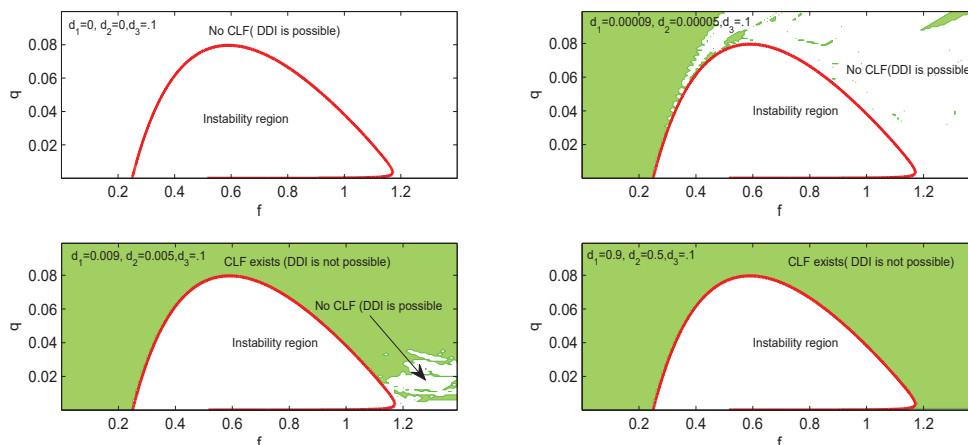 d1=0, d2=0,d3=.1
No CLF( DDI is possible)
Instability region
0.08
0.06
0.04
0.02
q
0.2 0.4 0.6 0.8 1 1.2
f
d1=0.00009, d2=0.00005,d3=.1
No CLF(DDI is possible
Instability region
0.08
0.06
0.04
0.02
q
0.2 0.4 0.6 0.8 1 1.2
f
d1=0.009, d2=0.005,d3=.1
CLF exists (DDI is not possible)
No CLF (DDI is possible
Instability region
0.08
0.06
0.04
0.02
q
0.2 0.4 0.6 0.8 1 1.2
f
d1=0.9, d2=0.5,d3=.1
CLF exists( DDI is not possible)
Instability region
0.08
0.06
0.04
0.02
q
0.2 0.4 0.6 0.8 1 1.2
f